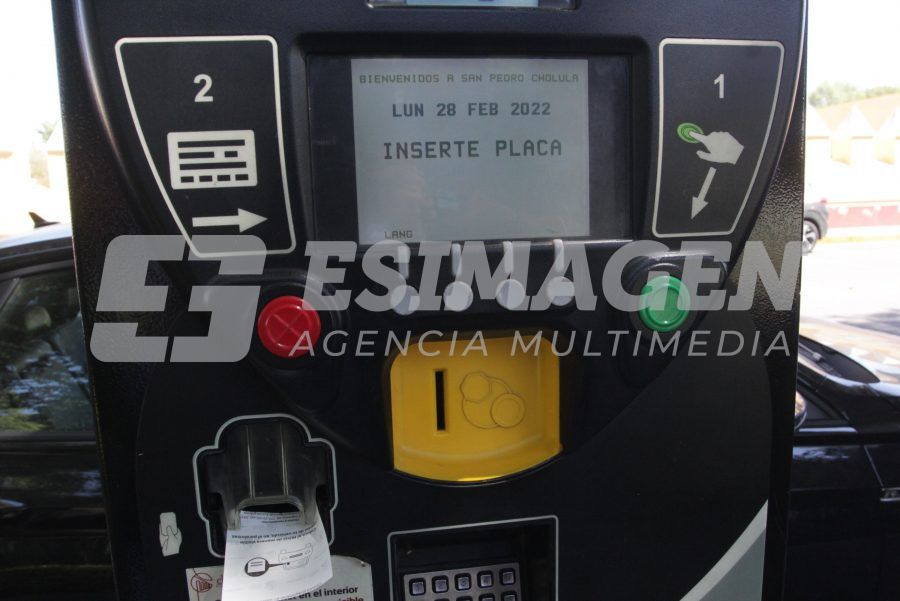 2
1
BIENVENIDOS A SAN PEDRO CHOLULA
LUN 28 FEB 2022
INSERTE PLACA
LANG
ESIMAGEN
AGENCIA MULTIMEDIA
en el interior